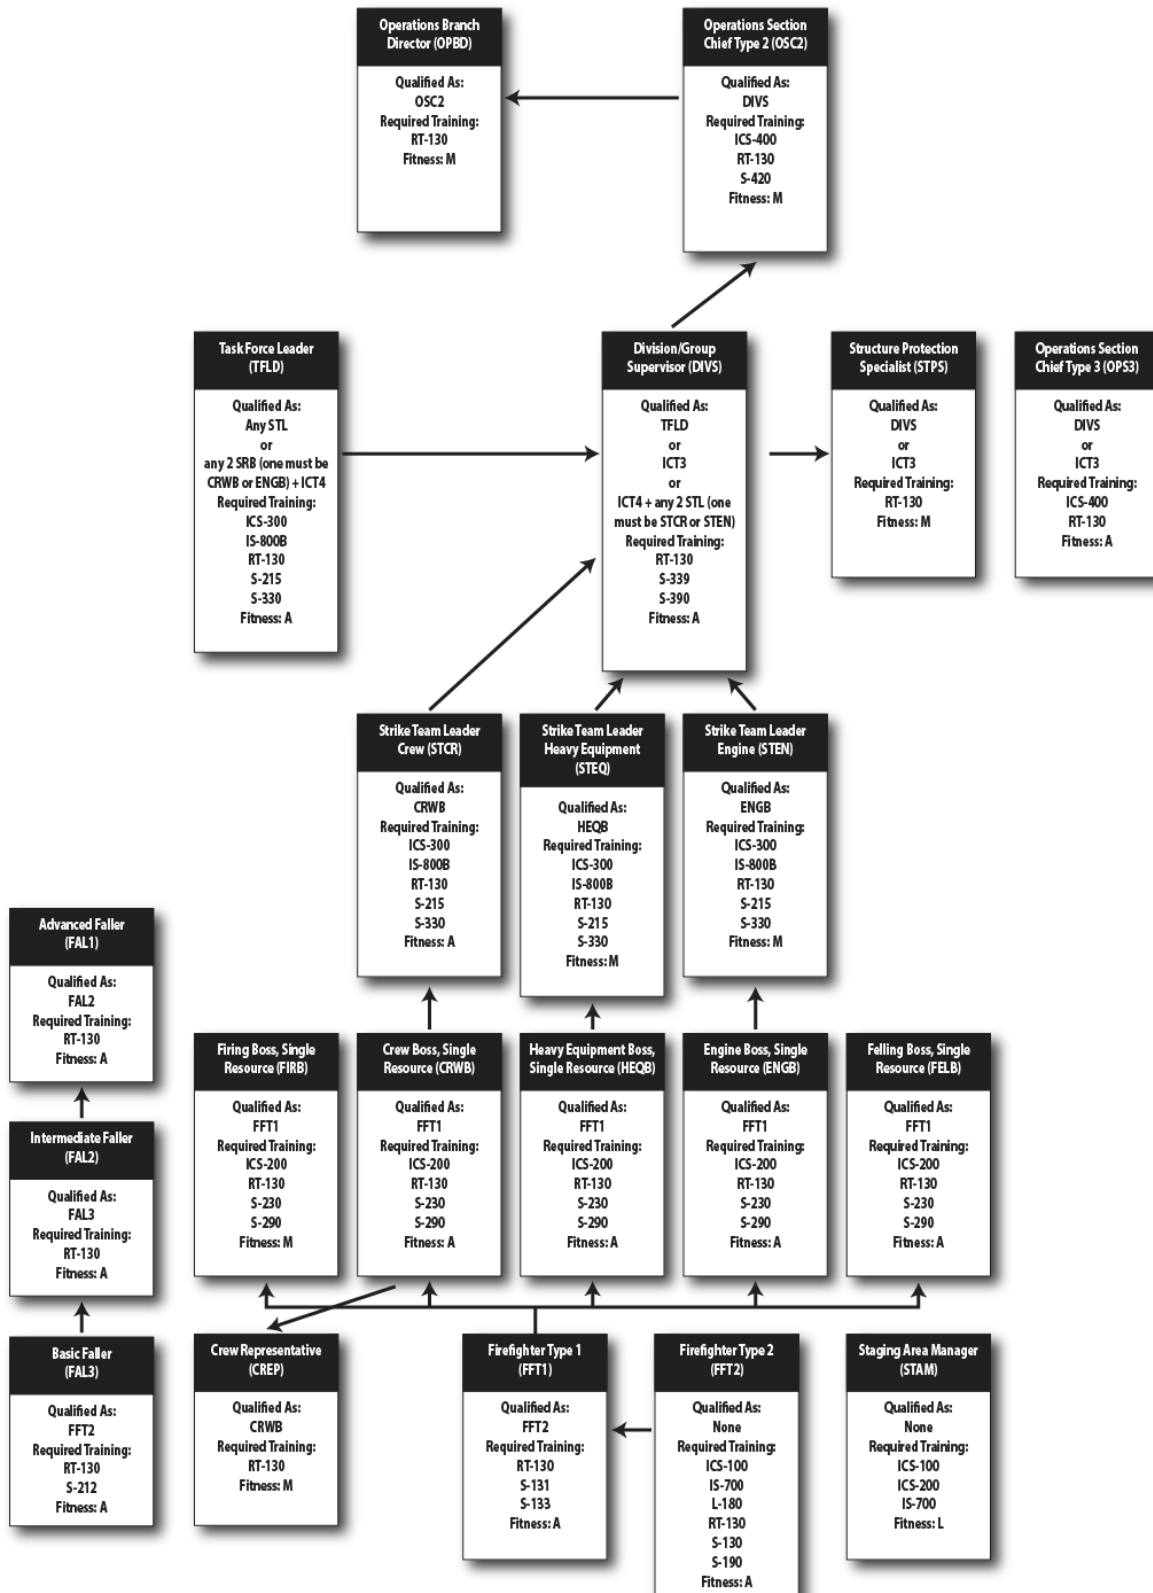 Operations Branch
Director (OPBD)
Qualified As:
OSC2
Required Training:
RT-130
Fitness: M
Operations Section
Chief Type 2 (OSC2)
Qualified As:
DIVS
Required Training:
ICS-400
RT-130
S-420
Fitness: M
Task Force Leader
(TFLD)
Qualified As:
Any STL
or
any 2 SRB (one must be
CRWB or ENGB) + ICT4
Required Training:
ICS-300
IS-800B
RT-130
S-215
S-330
Fitness: A
Division/Group
Supervisor (DIVS)
Qualified As:
TFLD
or
ICT3
or
ICT4 + any 2 STL (one
must be STCR or STEN)
Required Training:
RT-130
S-339
S-390
Fitness: A
Structure Protection
Specialist (STPS)
Qualified As:
DIVS
or
ICT3
Required Training:
RT-130
Fitness: M
Operations Section
Chief Type 3 (OPS3)
Qualified As:
DIVS
or
ICT3
Required Training:
ICS-400
RT-130
Fitness: A
Strike Team Leader
Crew (STCR)
Qualified As:
CRWB
Required Training:
ICS-300
IS-800B
RT-130
S-215
S-330
Fitness: A
Strike Team Leader
Heavy Equipment
(STEQ)
Qualified As:
HEQB
Required Training:
ICS-300
IS-800B
RT-130
S-215
S-330
Fitness: M
Strike Team Leader
Engine (STEN)
Qualified As:
ENGB
Required Training:
ICS-300
IS-800B
RT-130
S-215
S-330
Fitness: M
Advanced Faller
(FAL1)
Qualified As:
FAL2
Required Training:
RT-130
Fitness: A
Intermediate Faller
(FAL2)
Qualified As:
FAL3
Required Training:
RT-130
Fitness: A
Basic Faller
(FAL3)
Qualified As:
FFT2
Required Training:
RT-130
S-212
Fitness: A
Firing Boss, Single
Resource (FIRB)
Qualified As:
FFT1
Required Training:
ICS-200
RT-130
S-230
S-290
Fitness: M
Crew Boss, Single
Resource (CRWB)
Qualified As:
FFT1
Required Training:
ICS-200
RT-130
S-230
S-290
Fitness: A
Heavy Equipment Boss,
Single Resource (HEQB)
Qualified As:
FFT1
Required Training:
ICS-200
RT-130
S-230
S-290
Fitness: A
Engine Boss, Single
Resource (ENGB)
Qualified As:
FFT1
Required Training:
ICS-200
RT-130
S-230
S-290
Fitness: A
Felling Boss, Single
Resource (FELB)
Qualified As:
FFT1
Required Training:
ICS-200
RT-130
S-230
S-290
Fitness: A
Crew Representative
(CREP)
Qualified As:
CRWB
Required Training:
RT-130
Fitness: M
Firefighter Type 1
(FFT1)
Qualified As:
FFT2
Required Training:
RT-130
S-131
S-133
Fitness: A
Firefighter Type 2
(FFT2)
Qualified As:
None
Required Training:
ICS-100
IS-700
L-180
RT-130
S-130
S-190
Fitness: A
Staging Area Manager
(STAM)
Qualified As:
None
Required Training:
ICS-100
ICS-200
IS-700
Fitness: L